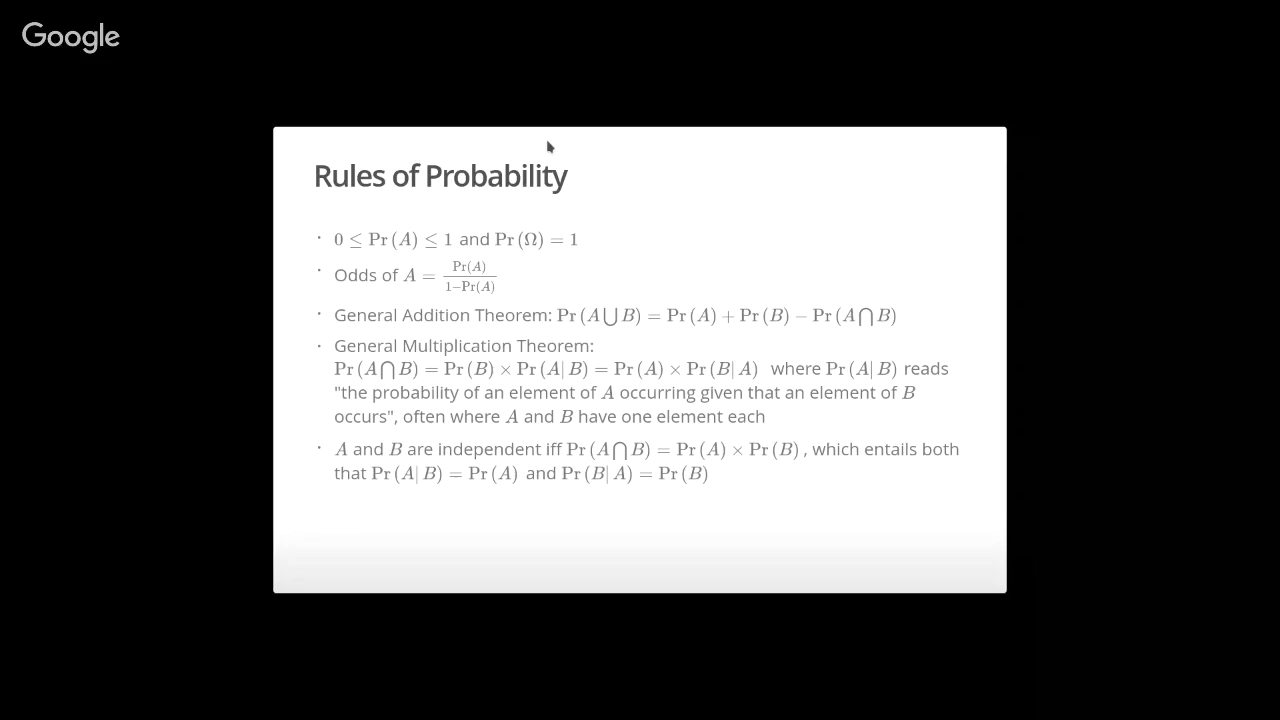 Google
Rules of Probability
· 0 ≤ Pr (A) ≤ 1 and Pr (Ω) = 1
· Odds of A = Pr(A) / 1−Pr(A)
· General Addition Theorem: Pr (A ⋃ B) = Pr (A) + Pr (B) − Pr (A ⋂ B)
· General Multiplication Theorem:
Pr (A ⋂ B) = Pr (B) × Pr (A| B) = Pr (A) × Pr (B| A) where Pr (A| B) reads
"the probability of an element of A occurring given that an element of B
occurs", often where A and B have one element each
· A and B are independent iff Pr (A ⋂ B) = Pr (A) × Pr (B) , which entails both
that Pr (A| B) = Pr (A) and Pr (B| A) = Pr (B)